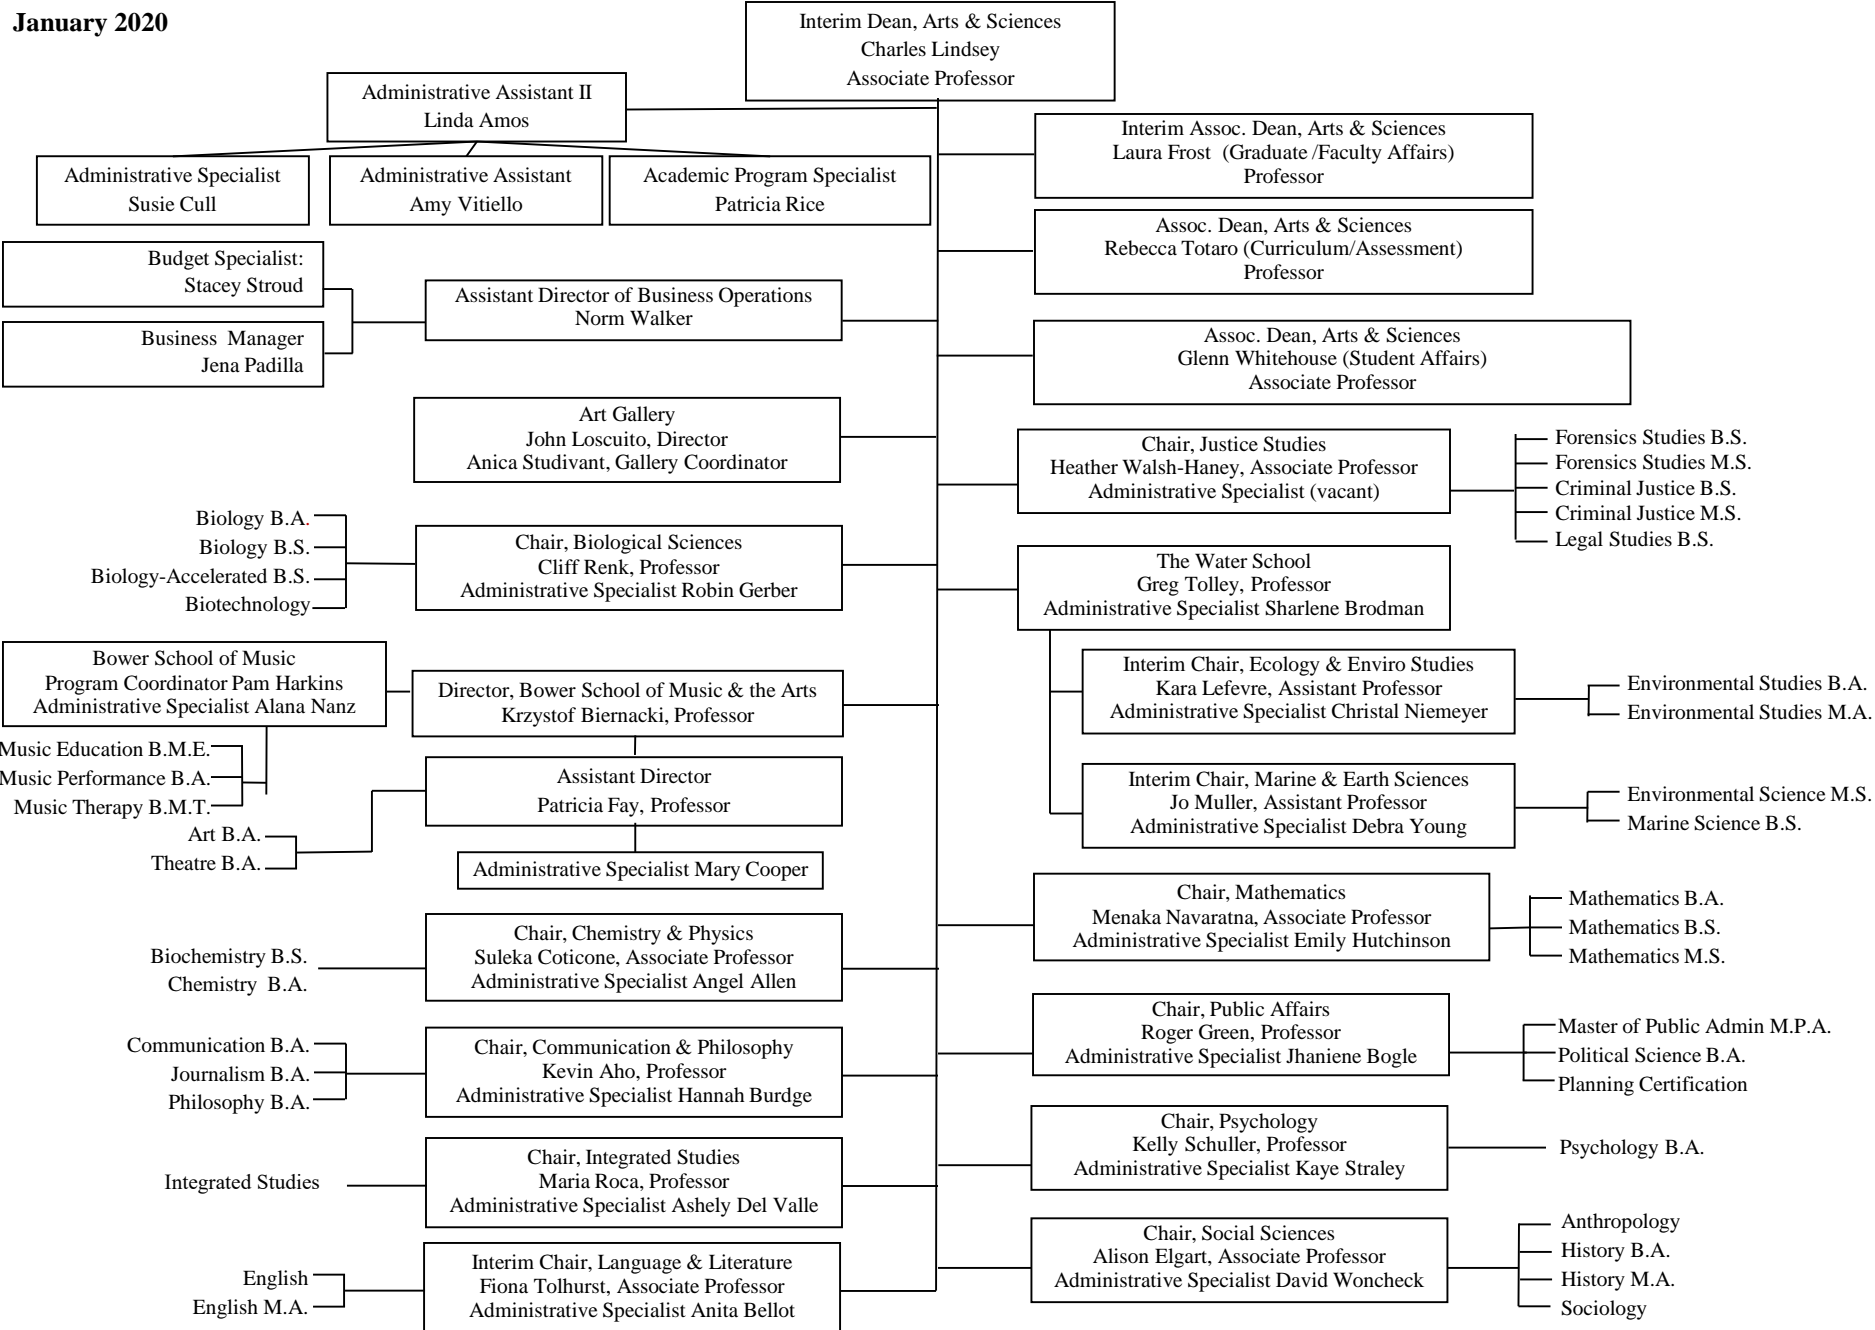 January 2020
Interim Dean, Arts & Sciences
Charles Lindsey
Associate Professor
Administrative Assistant II
Linda Amos
Administrative Specialist
Susie Cull
Administrative Assistant
Amy Vitiello
Academic Program Specialist
Patricia Rice
Budget Specialist:
Stacey Stroud
Business Manager
Jena Padilla
Assistant Director of Business Operations
Norm Walker
Art Gallery
John Loscuito, Director
Anica Studivant, Gallery Coordinator
Biology B.A.
Biology B.S.
Biology-Accelerated B.S.
Biotechnology
Chair, Biological Sciences
Cliff Renk, Professor
Administrative Specialist Robin Gerber
Bower School of Music
Program Coordinator Pam Harkins
Administrative Specialist Alana Nanz
Director, Bower School of Music & the Arts
Krzystof Biernacki, Professor
Music Education B.M.E.
Music Performance B.A.
Music Therapy B.M.T.
Art B.A.
Theatre B.A.
Assistant Director
Patricia Fay, Professor
Administrative Specialist Mary Cooper
Biochemistry B.S.
Chemistry B.A.
Chair, Chemistry & Physics
Suleka Coticone, Associate Professor
Administrative Specialist Angel Allen
Communication B.A.
Journalism B.A.
Philosophy B.A.
Chair, Communication & Philosophy
Kevin Aho, Professor
Administrative Specialist Hannah Burdge
Integrated Studies
Chair, Integrated Studies
Maria Roca, Professor
Administrative Specialist Ashely Del Valle
English
English M.A.
Interim Chair, Language & Literature
Fiona Tolhurst, Associate Professor
Administrative Specialist Anita Bellot
Interim Assoc. Dean, Arts & Sciences
Laura Frost (Graduate /Faculty Affairs)
Professor
Assoc. Dean, Arts & Sciences
Rebecca Totaro (Curriculum/Assessment)
Professor
Assoc. Dean, Arts & Sciences
Glenn Whitehouse (Student Affairs)
Associate Professor
Chair, Justice Studies
Heather Walsh-Haney, Associate Professor
Administrative Specialist (vacant)
Forensics Studies B.S.
Forensics Studies M.S.
Criminal Justice B.S.
Criminal Justice M.S.
Legal Studies B.S.
The Water School
Greg Tolley, Professor
Administrative Specialist Sharlene Brodman
Interim Chair, Ecology & Enviro Studies
Kara Lefevre, Assistant Professor
Administrative Specialist Christal Niemeyer
Environmental Studies B.A.
Environmental Studies M.A.
Interim Chair, Marine & Earth Sciences
Jo Muller, Assistant Professor
Administrative Specialist Debra Young
Environmental Science M.S.
Marine Science B.S.
Chair, Mathematics
Menaka Navaratna, Associate Professor
Administrative Specialist Emily Hutchinson
Mathematics B.A.
Mathematics B.S.
Mathematics M.S.
Chair, Public Affairs
Roger Green, Professor
Administrative Specialist Jhaniene Bogle
Master of Public Admin M.P.A.
Political Science B.A.
Planning Certification
Chair, Psychology
Kelly Schuller, Professor
Administrative Specialist Kaye Straley
Psychology B.A.
Chair, Social Sciences
Alison Elgart, Associate Professor
Administrative Specialist David Woncheck
Anthropology
History B.A.
History M.A.
Sociology